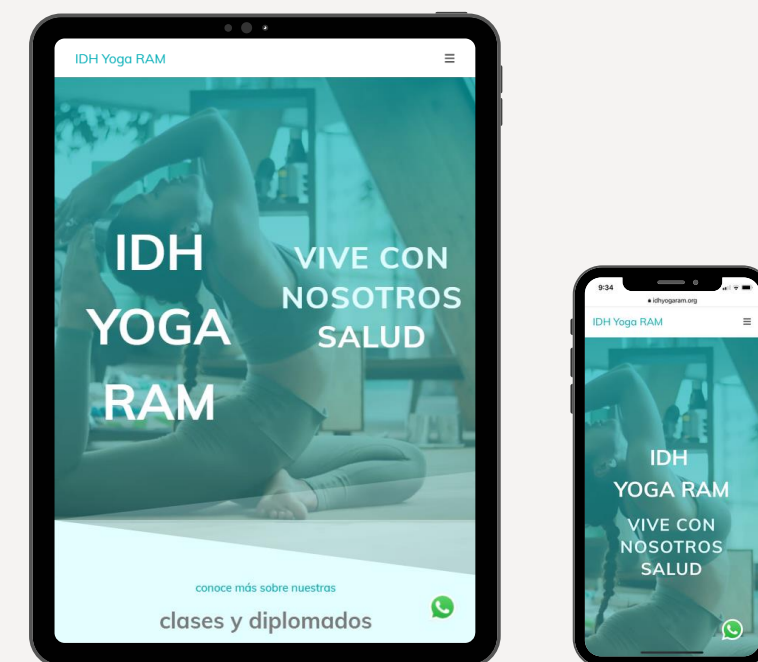 IDH Yoga RAM
IDH
YOGA
RAM
VIVE CON
NOSOTROS
SALUD
conoce más sobre nuestras
clases y diplomados
9:34
idhyogaram.org
IDH Yoga RAM
IDH
YOGA RAM
VIVE CON
NOSOTROS
SALUD